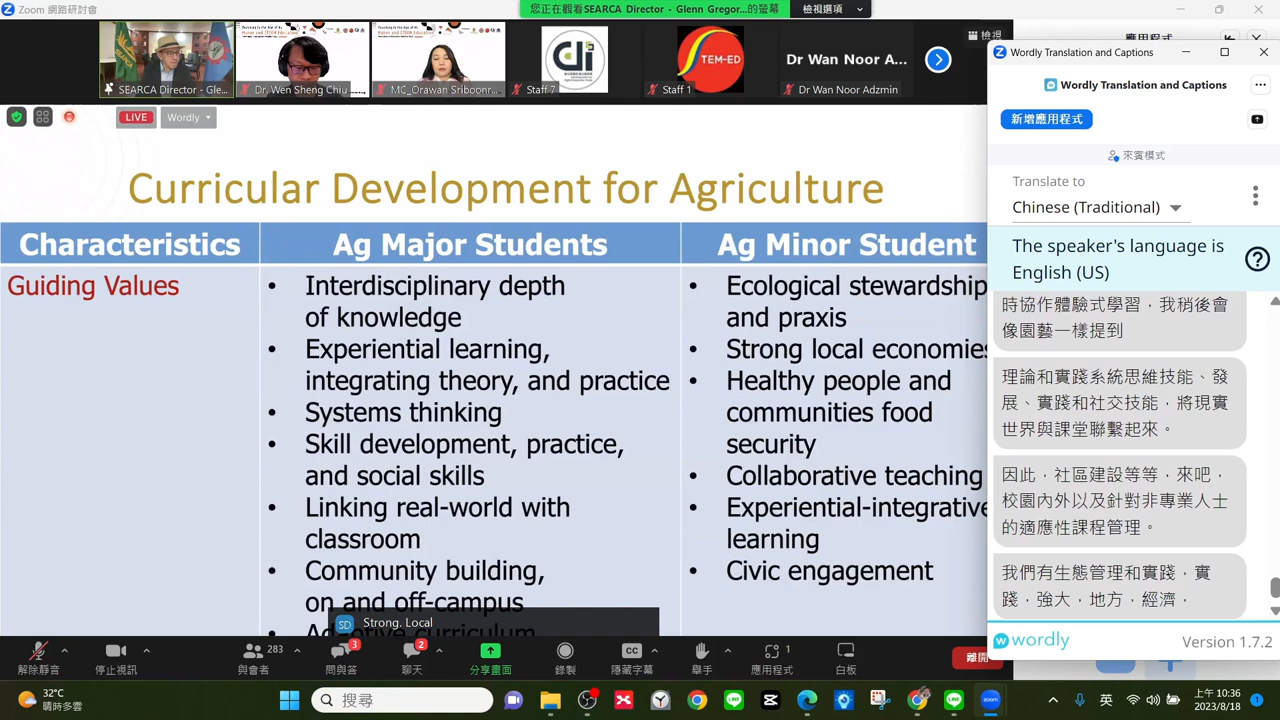 Zoom 網路研討會
您正在觀看SEARCA Director - Glenn Gregor...的螢幕
檢視選項
檢視
SEARCA Director - Gle...
Dr. Wen Sheng Chiu
MC_Orawan Sriboonr...
Staff 7
TEM-ED
Staff 1
Dr Wan Noor A...
Dr Wan Noor Adzmin
LIVE
Wordly
Curricular Development for Agriculture
Characteristics
Ag Major Students
Ag Minor Student
Guiding Values
• Interdisciplinary depth
of knowledge
• Experiential learning,
integrating theory, and practice
• Systems thinking
• Skill development, practice,
and social skills
• Linking real-world with
classroom
• Community building,
on and off-campus
• Adaptive curriculum
• Ecological stewardship
and praxis
• Strong local economies
• Healthy people and
communities food
security
• Collaborative teaching
• Experiential-integrative
learning
• Civic engagement
SD
Strong. Local
Wordly Translation and Captions
Wordly Translation and Captions
新增應用程式
來賓模式
Translate to
Chinese (Traditional)
The speaker's language is
English (US)
時協作體驗式學習，我稍後會
像園藝一樣提到
理論和實踐系統思維技能、發
展、實踐和社交技能，將現實
世界與課堂聯繫起來。
因此，社區建設等等，來吧，
校園內外以及針對非專業人士
的適應性課程管理。
我們有生態管理和實踐，實
踐，強大，地方，經濟，
wordly
Version 1.7.2
解除靜音
停止視訊
283
與會者
3
問與答
2
聊天
分享畫面
錄製
CC
隱藏字幕
舉手
1
應用程式
白板
離開
32°C
晴時多雲
搜尋
英
上午 10:36
2023/8/18